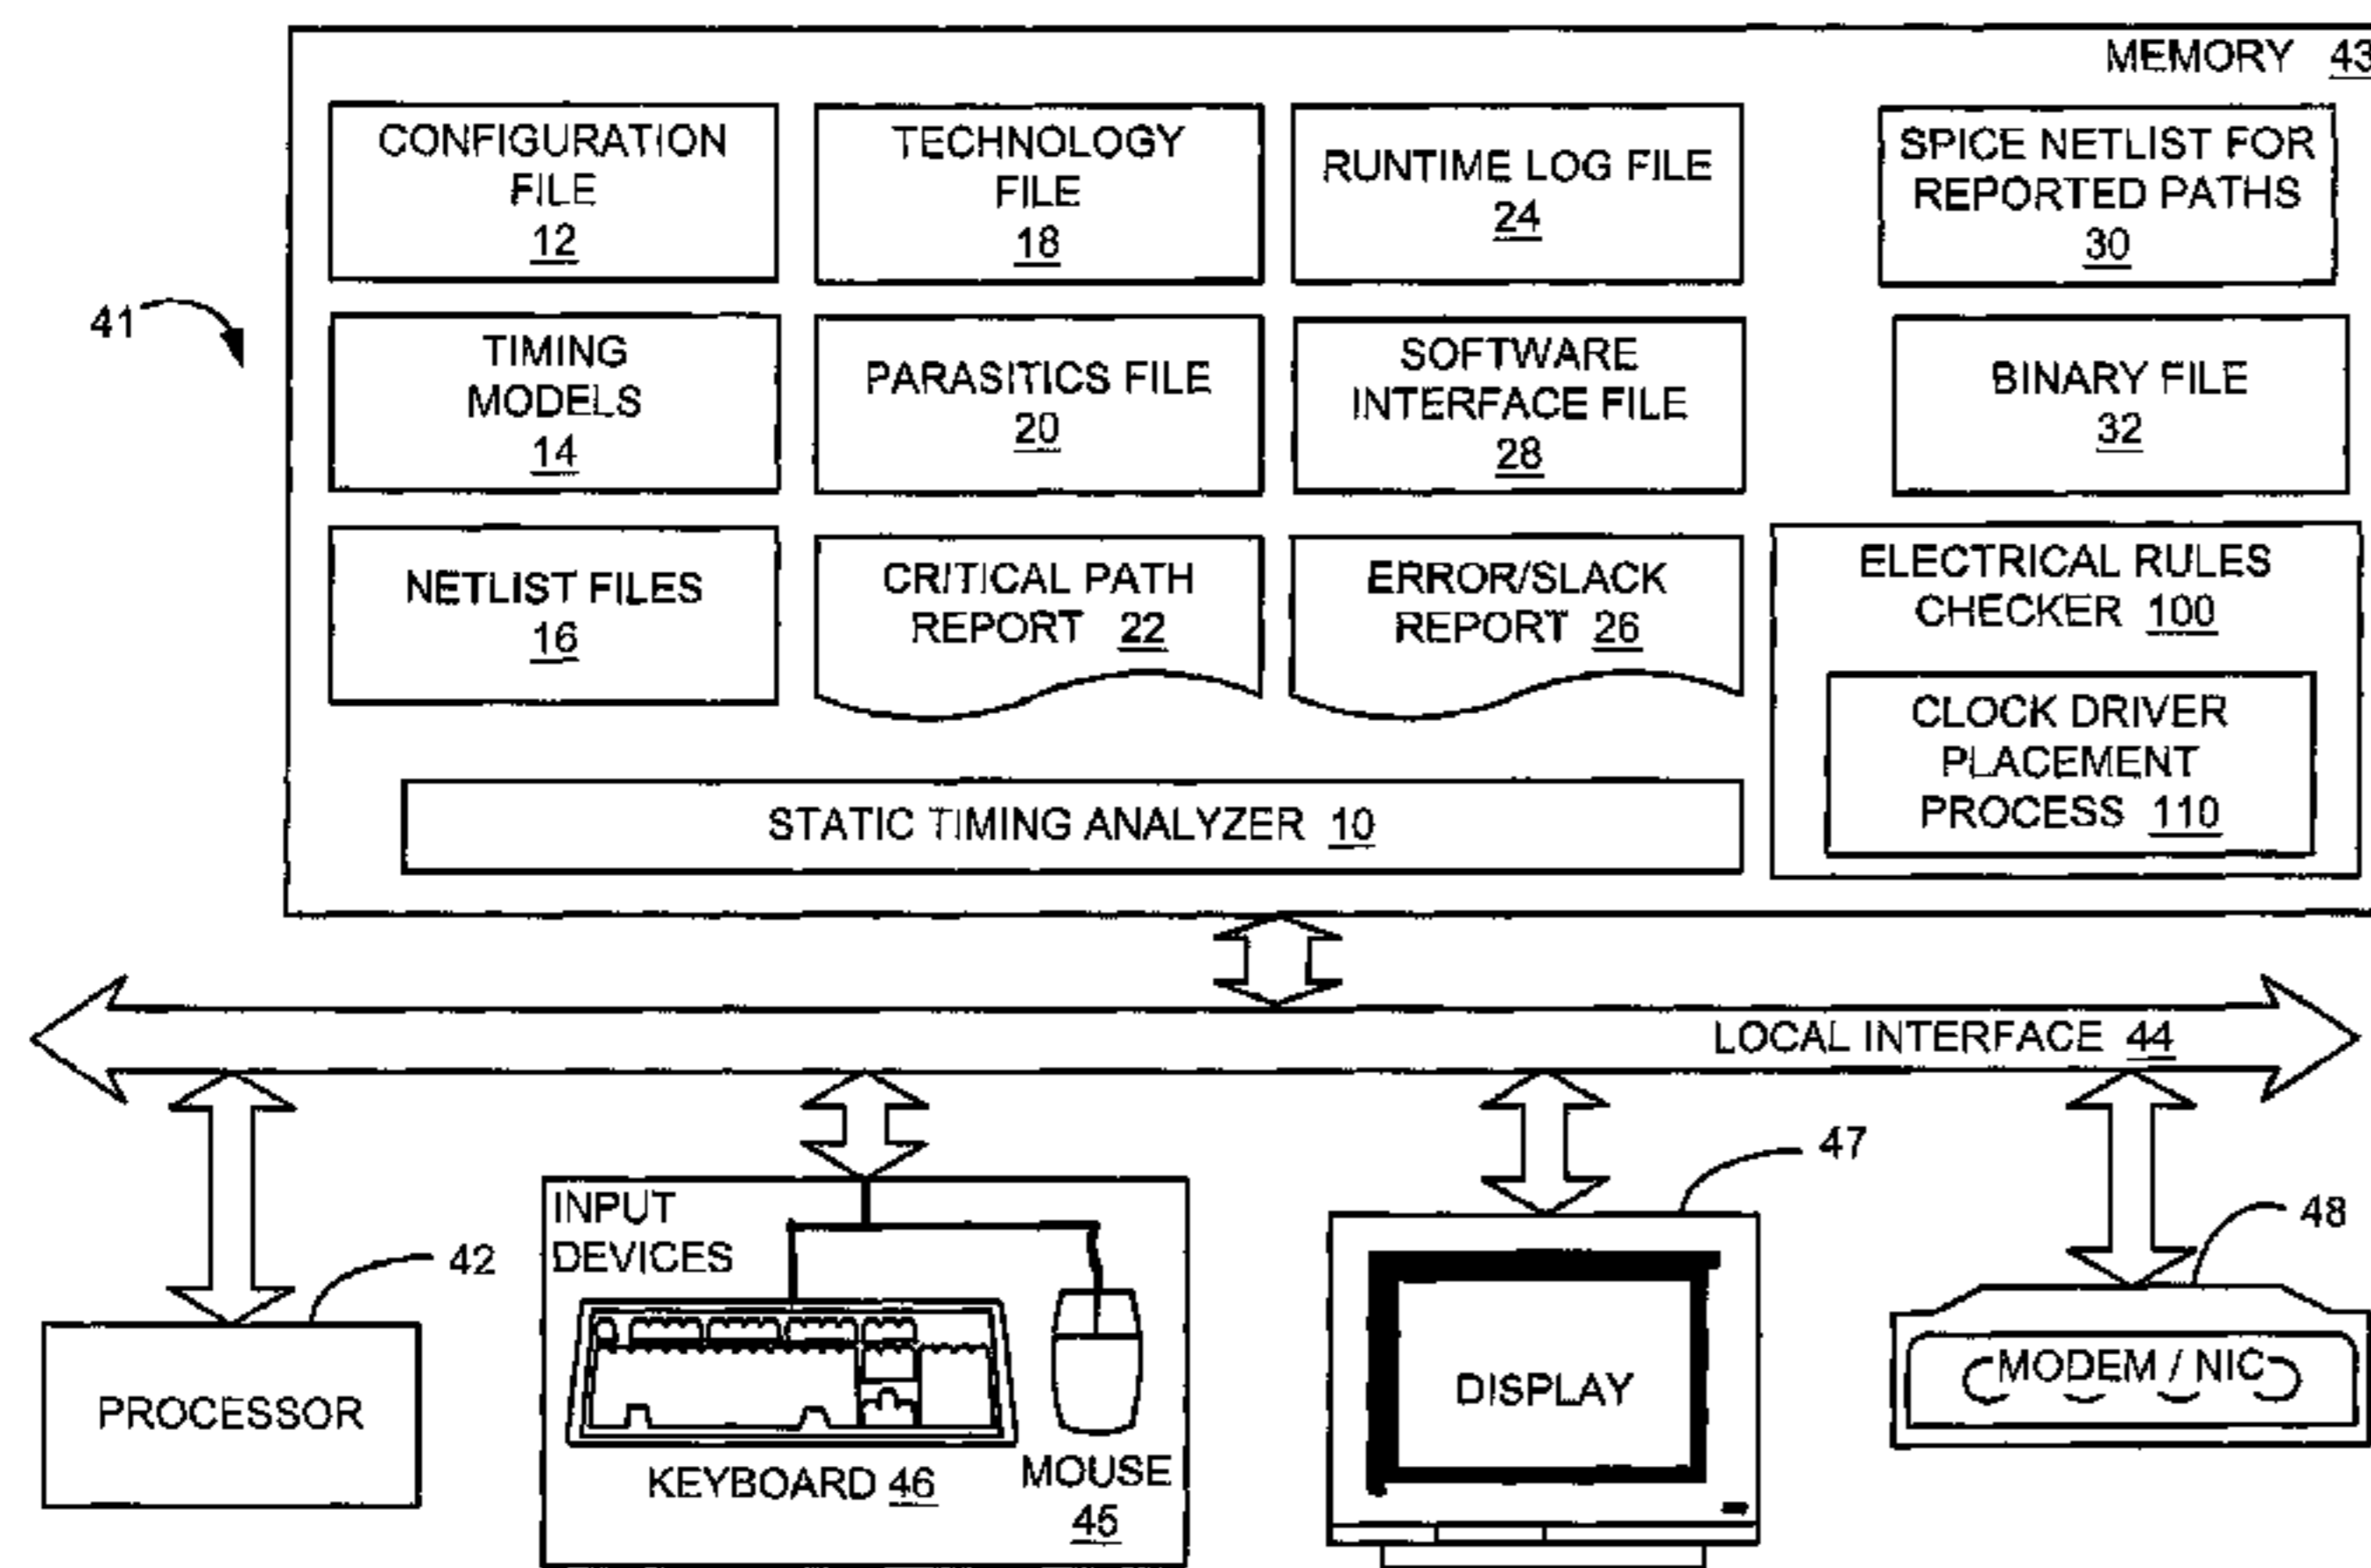 MEMORY 43
CONFIGURATION
FILE
12
TECHNOLOGY
FILE
18
RUNTIME LOG FILE
24
SPICE NETLIST FOR
REPORTED PATHS
30
41
TIMING
MODELS
14
PARASITICS FILE
20
SOFTWARE
INTERFACE FILE
28
BINARY FILE
32
NETLIST FILES
16
CRITICAL PATH
REPORT 22
ERROR/SLACK
REPORT 26
ELECTRICAL RULES
CHECKER 100
CLOCK DRIVER
PLACEMENT
PROCESS 110
STATIC TIMING ANALYZER 10
LOCAL INTERFACE 44
42
PROCESSOR
INPUT
DEVICES
KEYBOARD 46
MOUSE
45
47
DISPLAY
48
MODEM / NIC